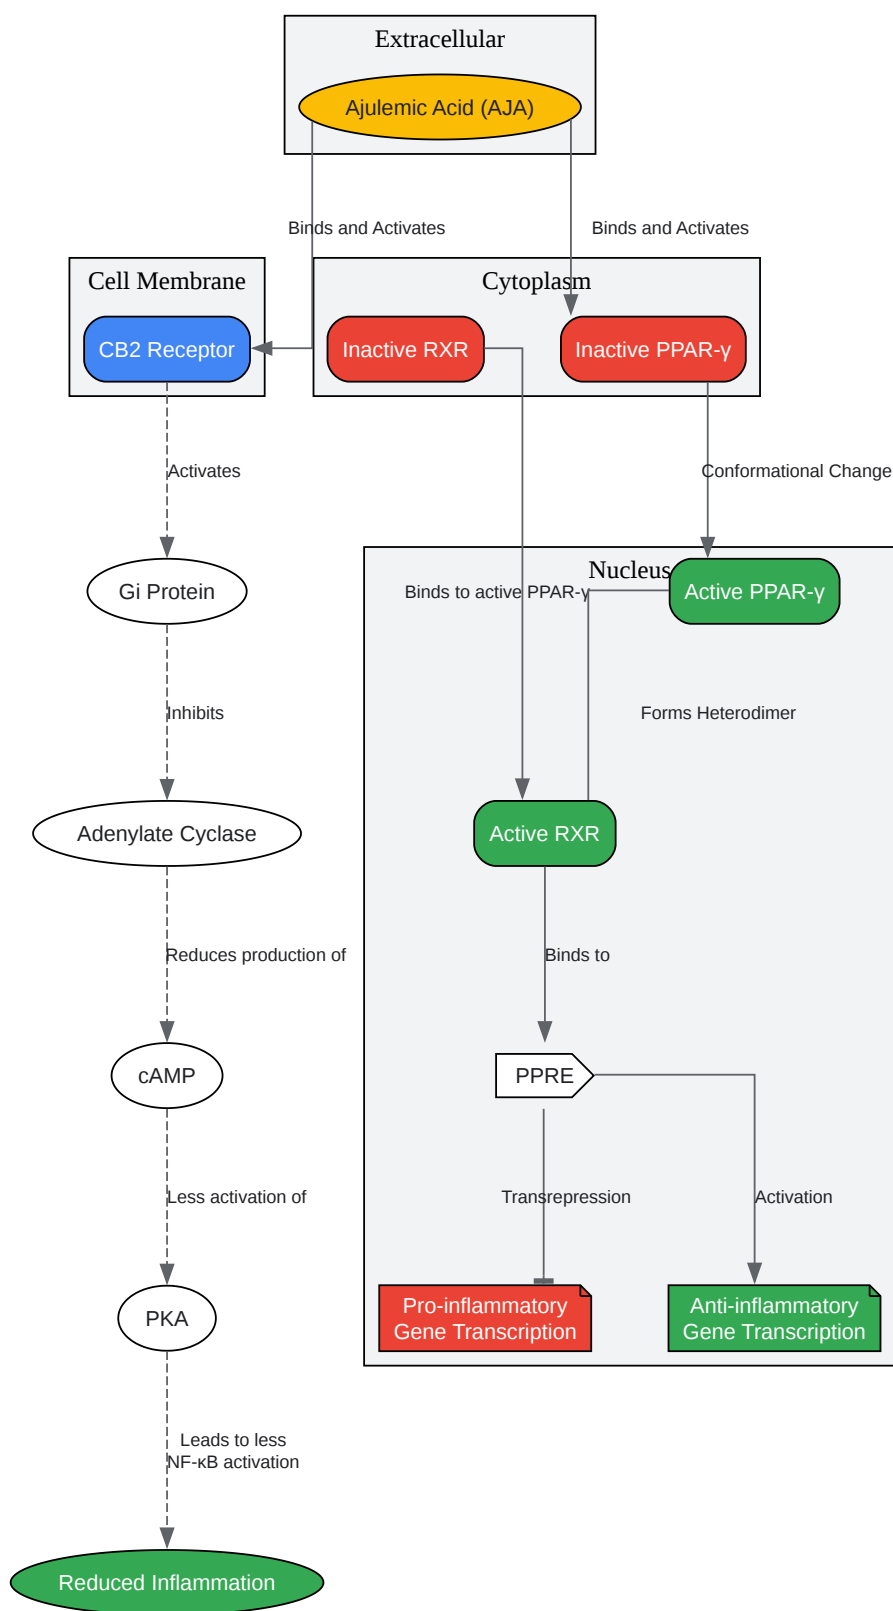 Extracellular
Ajulemic Acid (AJA)
Binds and Activates
Binds and Activates
Cell Membrane
Cytoplasm
CB2 Receptor
Inactive RXR
Inactive PPAR-γ
Activates
Conformational Change
Nucleus
Gi Protein
Binds to active PPAR-γ
Active PPAR-γ
Inhibits
Forms Heterodimer
Adenylate Cyclase
Active RXR
Reduces production of
Binds to
cAMP
PPRE
Less activation of
Transrepression
Activation
PKA
Pro-inflammatory
Gene Transcription
Anti-inflammatory
Gene Transcription
Leads to less
NF-κB activation
Reduced Inflammation